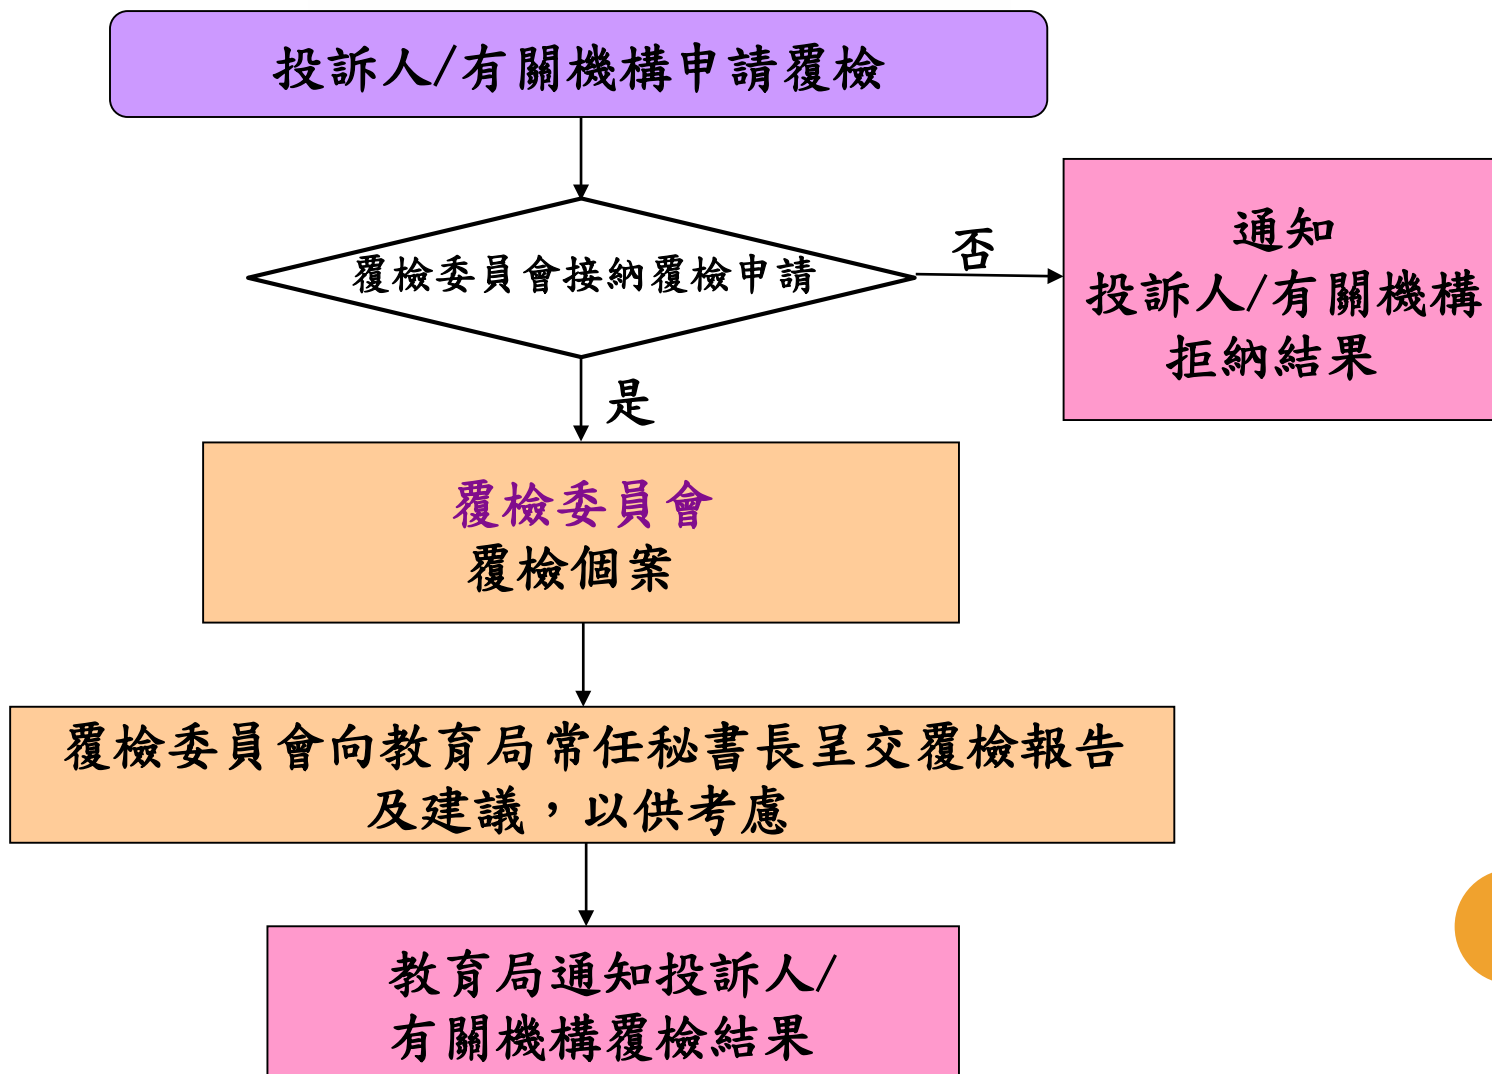 投訴人/有關機構申請覆檢
覆檢委員會接納覆檢申請
否
通知
投訴人/有關機構
拒納結果
是
覆檢委員會
覆檢個案
覆檢委員會向教育局常任秘書長呈交覆檢報告
及建議，以供考慮
教育局通知投訴人/
有關機構覆檢結果